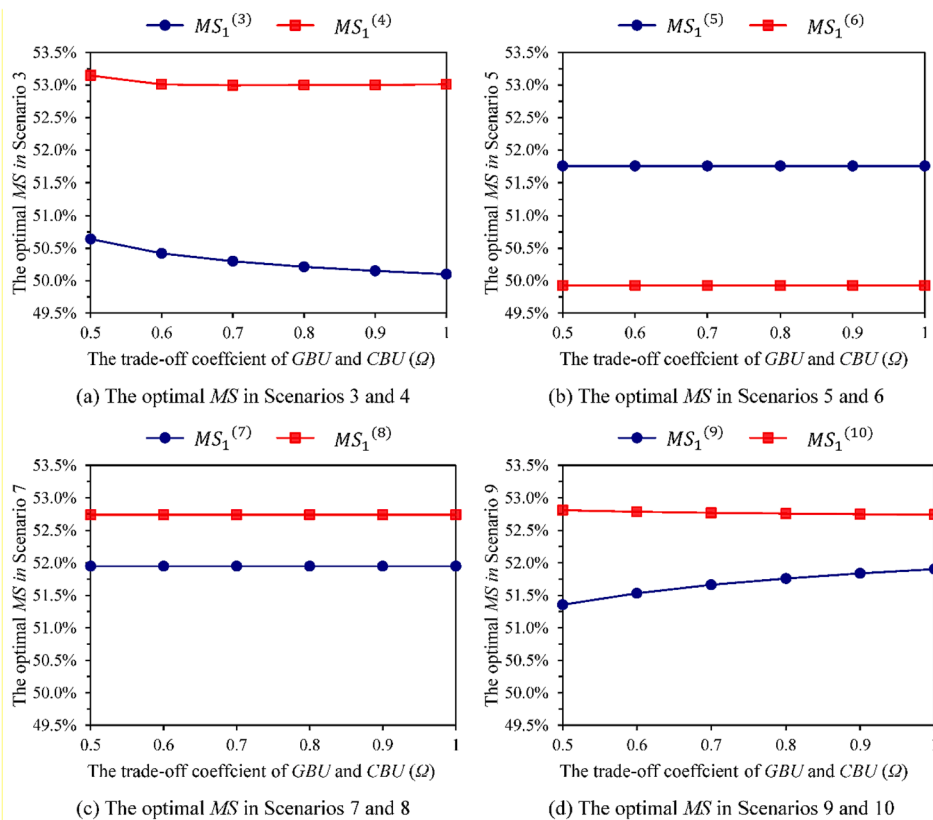 MS₁⁽³⁾ MS₁⁽⁴⁾
The optimal MS in Scenario 3
53.5%
53.0%
52.5%
52.0%
51.5%
51.0%
50.5%
50.0%
49.5%
0.5 0.6 0.7 0.8 0.9 1
The trade-off coeffcient of GBU and CBU (Ω)
(a) The optimal MS in Scenarios 3 and 4
MS₁⁽⁵⁾ MS₁⁽⁶⁾
The optimal MS in Scenario 5
53.5%
53.0%
52.5%
52.0%
51.5%
51.0%
50.5%
50.0%
49.5%
0.5 0.6 0.7 0.8 0.9 1
The trade-off coeffcient of GBU and CBU (Ω)
(b) The optimal MS in Scenarios 5 and 6
MS₁⁽⁷⁾ MS₁⁽⁸⁾
The optimal MS in Scenario 7
53.5%
53.0%
52.5%
52.0%
51.5%
51.0%
50.5%
50.0%
49.5%
0.5 0.6 0.7 0.8 0.9 1
The trade-off coeffcient of GBU and CBU (Ω)
(c) The optimal MS in Scenarios 7 and 8
MS₁⁽⁹⁾ MS₁⁽¹⁰⁾
The optimal MS in Scenario 9
53.5%
53.0%
52.5%
52.0%
51.5%
51.0%
50.5%
50.0%
49.5%
0.5 0.6 0.7 0.8 0.9 1
The trade-off coeffcient of GBU and CBU (Ω)
(d) The optimal MS in Scenarios 9 and 10